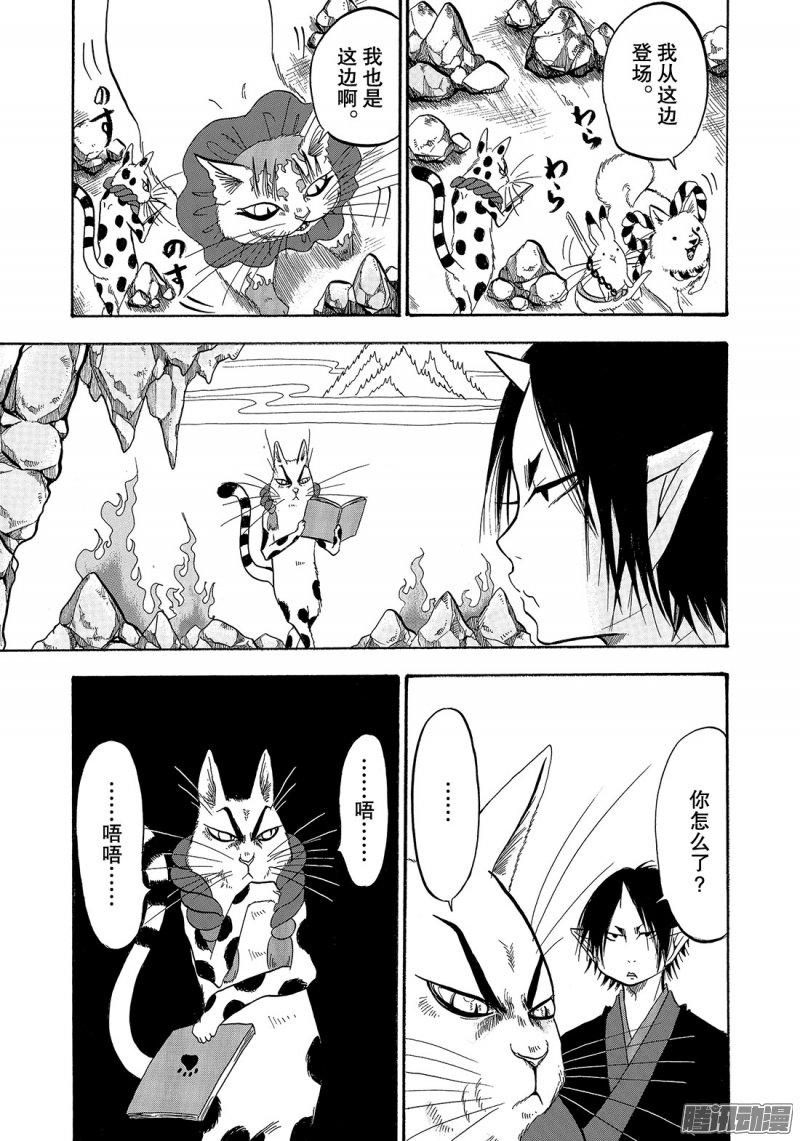 我从这边
登场。
わら
わら
我也是
这边啊。
のす
のす
你怎么了？
……
……唔
……唔唔……
腾讯动漫